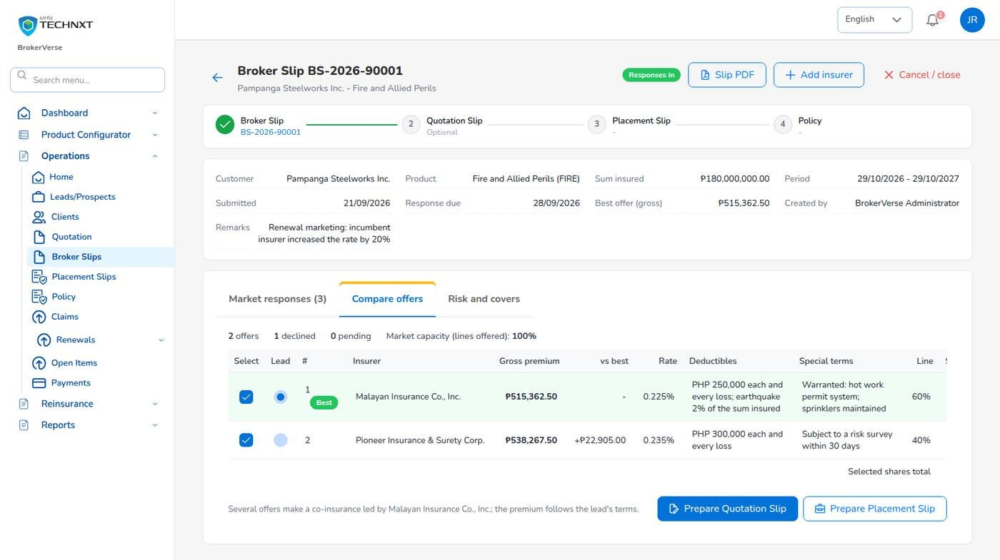 iorta
TECHNXT
BrokerVerse
Search menu...
Dashboard
Product Configurator
Operations
Home
Leads/Prospects
Clients
Quotation
Broker Slips
Placement Slips
Policy
Claims
Renewals
Open Items
Payments
Reinsurance
Reports
English
1
JR
Broker Slip BS-2026-90001
Pampanga Steelworks Inc. - Fire and Allied Perils
Responses in
Slip PDF
Add insurer
Cancel / close
Broker Slip
BS-2026-90001
2 Quotation Slip
Optional
3 Placement Slip
-
4 Policy
-
Customer Pampanga Steelworks Inc. Product Fire and Allied Perils (FIRE) Sum insured ₱180,000,000.00 Period 29/10/2026 - 29/10/2027
Submitted 21/09/2026 Response due 28/09/2026 Best offer (gross) ₱515,362.50 Created by BrokerVerse Administrator
Remarks Renewal marketing: incumbent
insurer increased the rate by 20%
Market responses (3) Compare offers Risk and covers
2 offers 1 declined 0 pending Market capacity (lines offered): 100%
Select Lead # Insurer Gross premium vs best Rate Deductibles Special terms Line
1 Best Malayan Insurance Co., Inc. ₱515,362.50 - 0.225% PHP 250,000 each and every loss; earthquake 2% of the sum insured Warranted: hot work permit system; sprinklers maintained 60%
2 Pioneer Insurance & Surety Corp. ₱538,267.50 +₱22,905.00 0.235% PHP 300,000 each and every loss Subject to a risk survey within 30 days 40%
Selected shares total
Several offers make a co-insurance led by Malayan Insurance Co., Inc.; the premium follows the lead's terms.
Prepare Quotation Slip
Prepare Placement Slip